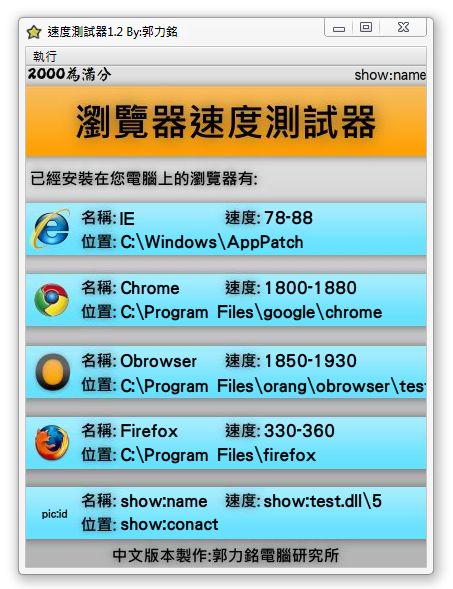 速度測試器1.2 By:郭力銘
執行
2000為滿分 show:name
瀏覽器速度測試器
已經安裝在您電腦上的瀏覽器有:
名稱: IE 速度: 78-88
位置: C:\Windows\AppPatch
名稱: Chrome 速度: 1800-1880
位置: C:\Program Files\google\chrome
名稱: Obrowser 速度: 1850-1930
位置: C:\Program Files\orang\obrowser\test
名稱: Firefox 速度: 330-360
位置: C:\Program Files\firefox
pic:id
名稱: show:name 速度: show:test.dll\5
位置: show:conact
中文版本製作:郭力銘電腦研究所